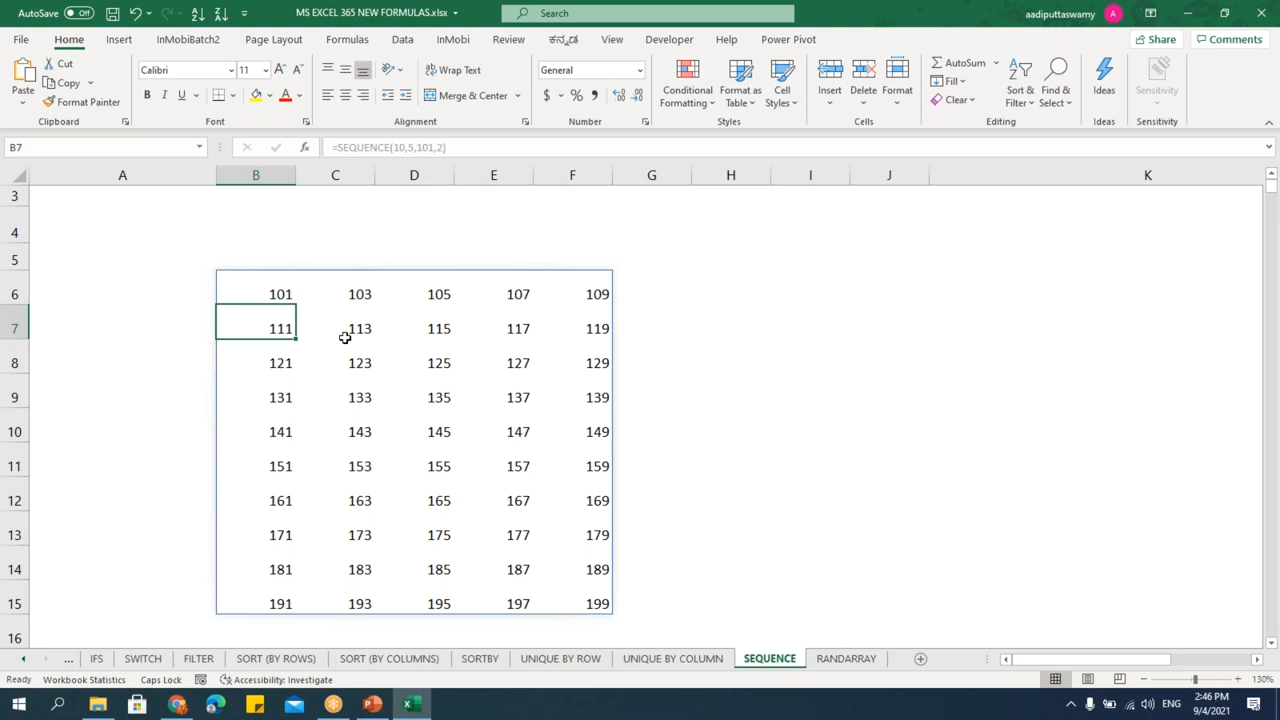 AutoSave Off MS EXCEL 365 NEW FORMULAS.xlsx Search aadiputtaswamy A
File Home Insert InMobiBatch2 Page Layout Formulas Data InMobi Review ಕನ್ನಡ View Developer Help Power Pivot Share Comments
Paste Cut Copy Format Painter Clipboard
Calibri 11 B I U A Font
Wrap Text Merge & Center Alignment
General $ % Number
Conditional Formatting Format as Table Cell Styles Styles
Insert Delete Format Cells
AutoSum Fill Clear Sort & Filter Find & Select Editing
Ideas Ideas
Sensitivity Sensitivity
B7 fx =SEQUENCE(10,5,101,2)
A B C D E F G H I J K
3
4
5
6 101 103 105 107 109
7 111 113 115 117 119
8 121 123 125 127 129
9 131 133 135 137 139
10 141 143 145 147 149
11 151 153 155 157 159
12 161 163 165 167 169
13 171 173 175 177 179
14 181 183 185 187 189
15 191 193 195 197 199
16
... IFS SWITCH FILTER SORT (BY ROWS) SORT (BY COLUMNS) SORTBY UNIQUE BY ROW UNIQUE BY COLUMN SEQUENCE RANDARRAY
Ready Workbook Statistics Caps Lock Accessibility: Investigate 130%
ENG 2:46 PM
9/4/2021